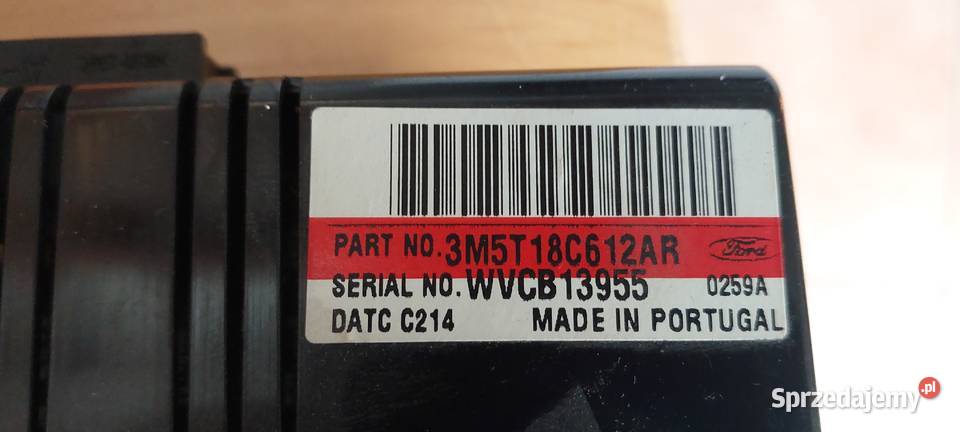 PART NO. 3M5T18C612AR Ford
SERIAL NO. WVCB13955 0259A
DATC C214 MADE IN PORTUGAL
Sprzedajemy.pl